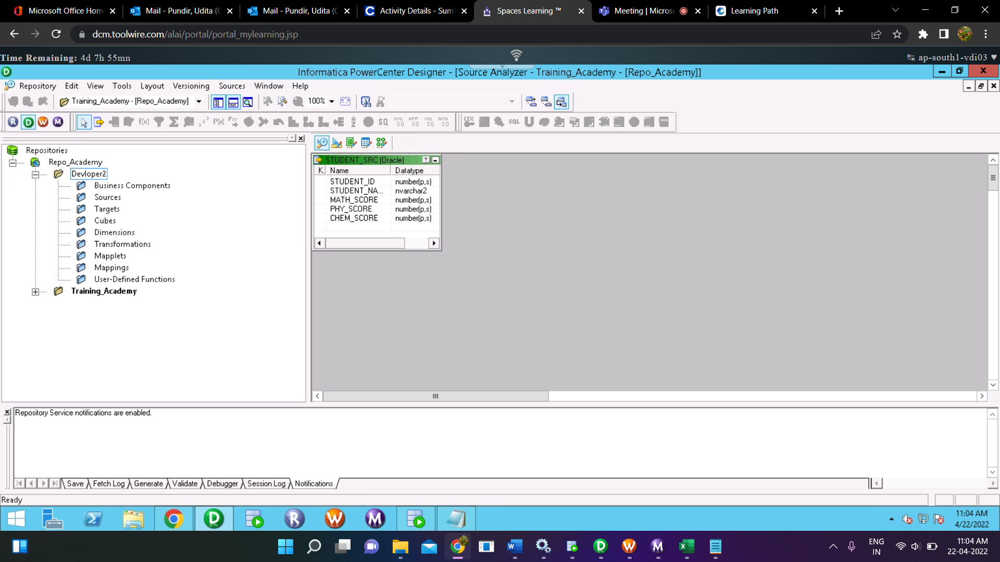 Microsoft Office Hom
Mail - Pundir, Udita (
Mail - Pundir, Udita (
Activity Details - Sum
Spaces Learning ™
Meeting | Micros
Learning Path
dcm.toolwire.com/alai/portal/portal_mylearning.jsp
Time Remaining: 4d 7h 55mn
ap-south1-vdi03
Informatica PowerCenter Designer - [Source Analyzer - Training_Academy - [Repo_Academy]]
Repository Edit View Tools Layout Versioning Sources Window Help
Training_Academy - [Repo_Academy]
100%
Repositories
Repo_Academy
Devloper2
Business Components
Sources
Targets
Cubes
Dimensions
Transformations
Mapplets
Mappings
User-Defined Functions
Training_Academy
STUDENT_SRC (Oracle)
K. Name Datatype
STUDENT_ID number(p,s)
STUDENT_NA... nvarchar2
MATH_SCORE number(p,s)
PHY_SCORE number(p,s)
CHEM_SCORE number(p,s)
Repository Service notifications are enabled.
Save Fetch Log Generate Validate Debugger Session Log Notifications
Ready
11:04 AM
4/22/2022
ENG
IN
11:04 AM
22-04-2022